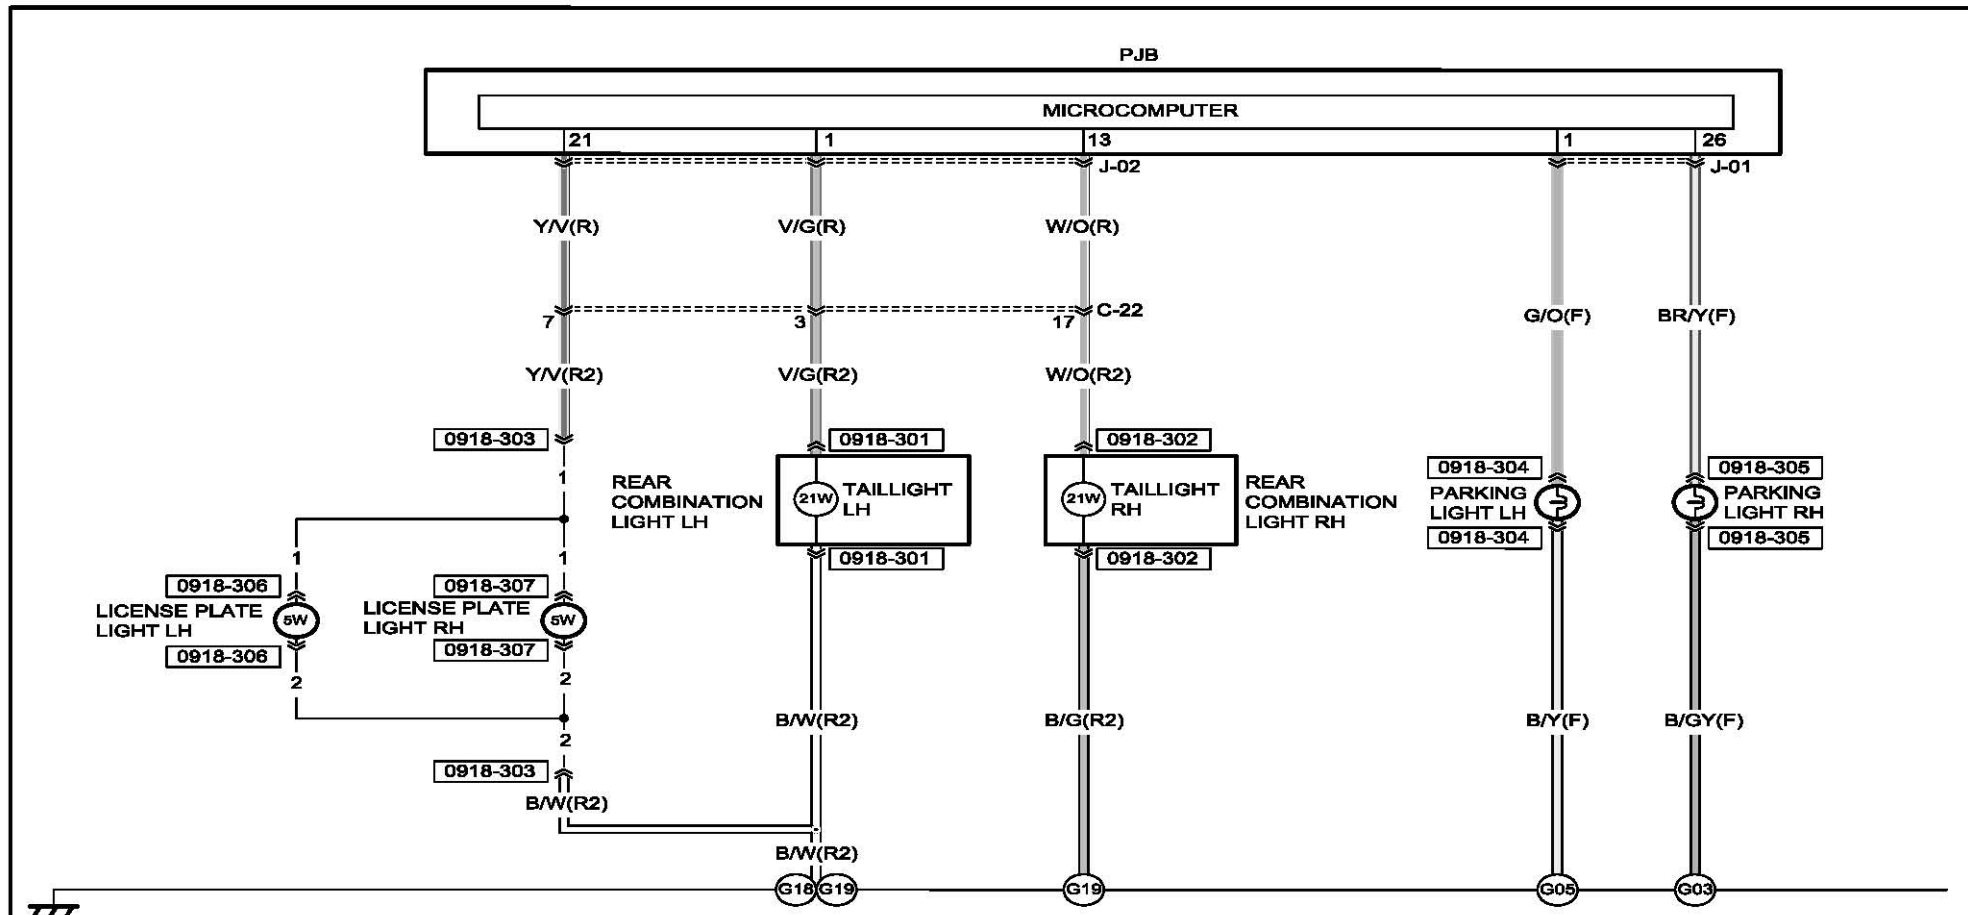 PJB
MICROCOMPUTER
21 1 13 1 26
J-02 J-01
Y/V(R) V/G(R) W/O(R)
7 3 17 C-22
G/O(F) BR/Y(F)
Y/V(R2) V/G(R2) W/O(R2)
0918-303 0918-301 0918-302
0918-304 0918-305
1
REAR
COMBINATION
LIGHT LH
21W
TAILLIGHT
LH
21W
TAILLIGHT
RH
REAR
COMBINATION
LIGHT RH
PARKING
LIGHT LH
PARKING
LIGHT RH
0918-304 0918-305
1 1
0918-301 0918-302
0918-306 0918-307
LICENSE PLATE
LIGHT LH
5W
LICENSE PLATE
LIGHT RH
5W
0918-306 0918-307
2 2
B/W(R2) B/G(R2) B/Y(F) B/GY(F)
2
0918-303
B/W(R2)
B/W(R2)
G18 G19 G19 G05 G03